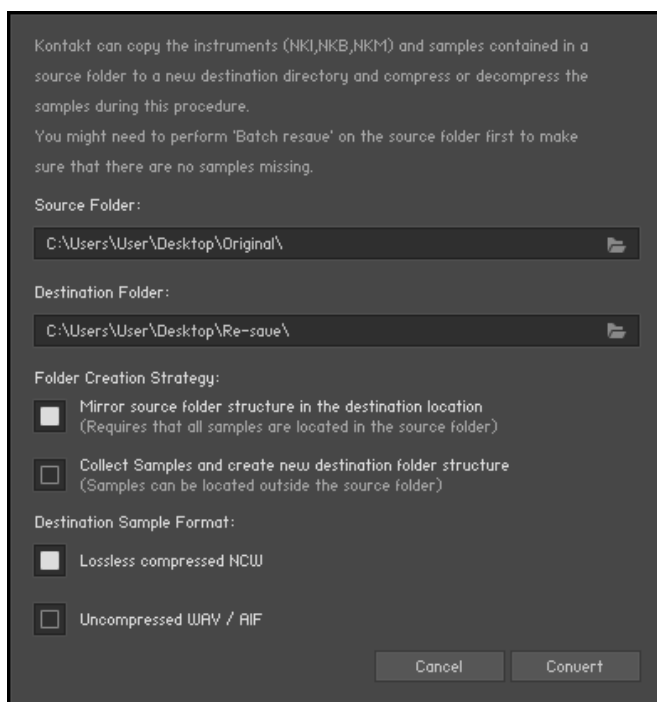 Kontakt can copy the instruments (NKI,NKB,NKM) and samples contained in a
source folder to a new destination directory and compress or decompress the
samples during this procedure.
You might need to perform 'Batch resave' on the source folder first to make
sure that there are no samples missing.
Source Folder:
C:\Users\User\Desktop\Original\
Destination Folder:
C:\Users\User\Desktop\Re-save\
Folder Creation Strategy:
Mirror source folder structure in the destination location
(Requires that all samples are located in the source folder)
Collect Samples and create new destination folder structure
(Samples can be located outside the source folder)
Destination Sample Format:
Lossless compressed NCW
Uncompressed WAV / AIF
Cancel
Convert